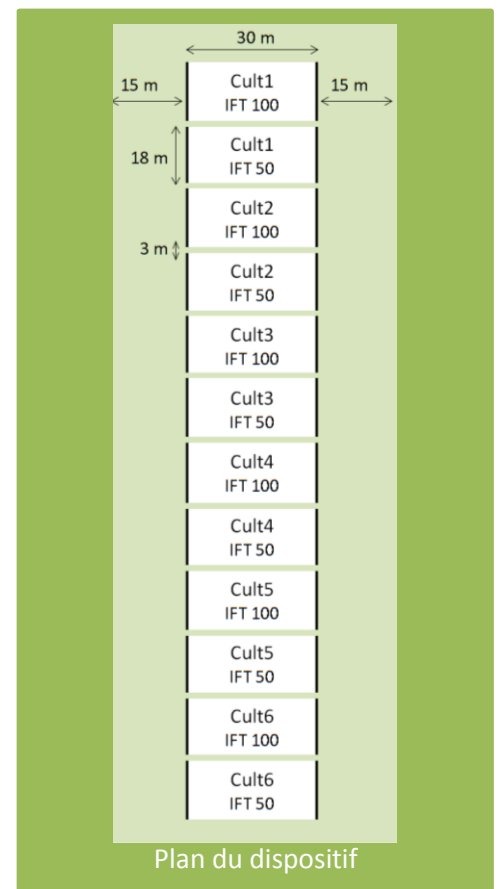 30 m
15 m
15 m
Cult1
IFT 100
18 m
Cult1
IFT 50
Cult2
IFT 100
3 m
Cult2
IFT 50
Cult3
IFT 100
Cult3
IFT 50
Cult4
IFT 100
Cult4
IFT 50
Cult5
IFT 100
Cult5
IFT 50
Cult6
IFT 100
Cult6
IFT 50
Plan du dispositif